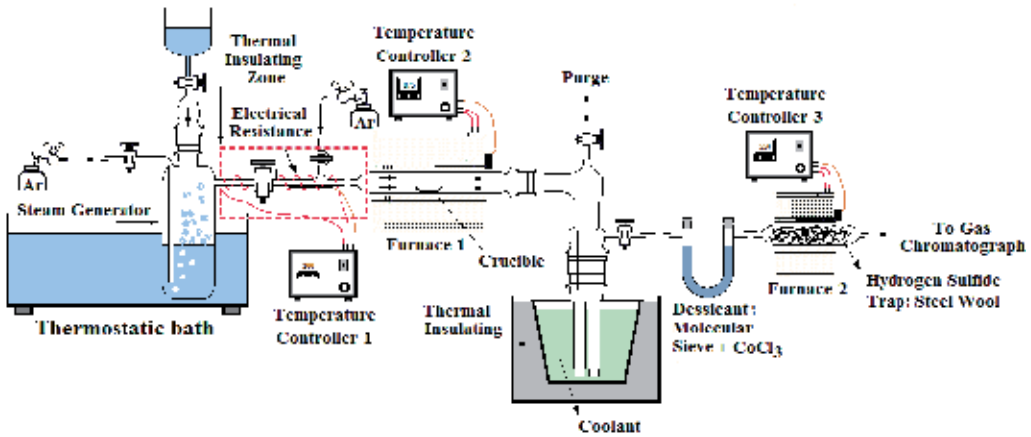 Thermal
Insulating
Zone
Electrical
Resistance
Temperature
Controller 2
Ar
Purge
Temperature
Controller 3
Ar
Steam Generator
Furnace 1
Crucible
To Gas
Chromatograph
Furnace 2
Hydrogen Sulfide
Trap: Steel Wool
Thermostatic bath
Temperature
Controller 1
Thermal
Insulating
Dessicant:
Molecular
Sieve + CoCl3
Coolant